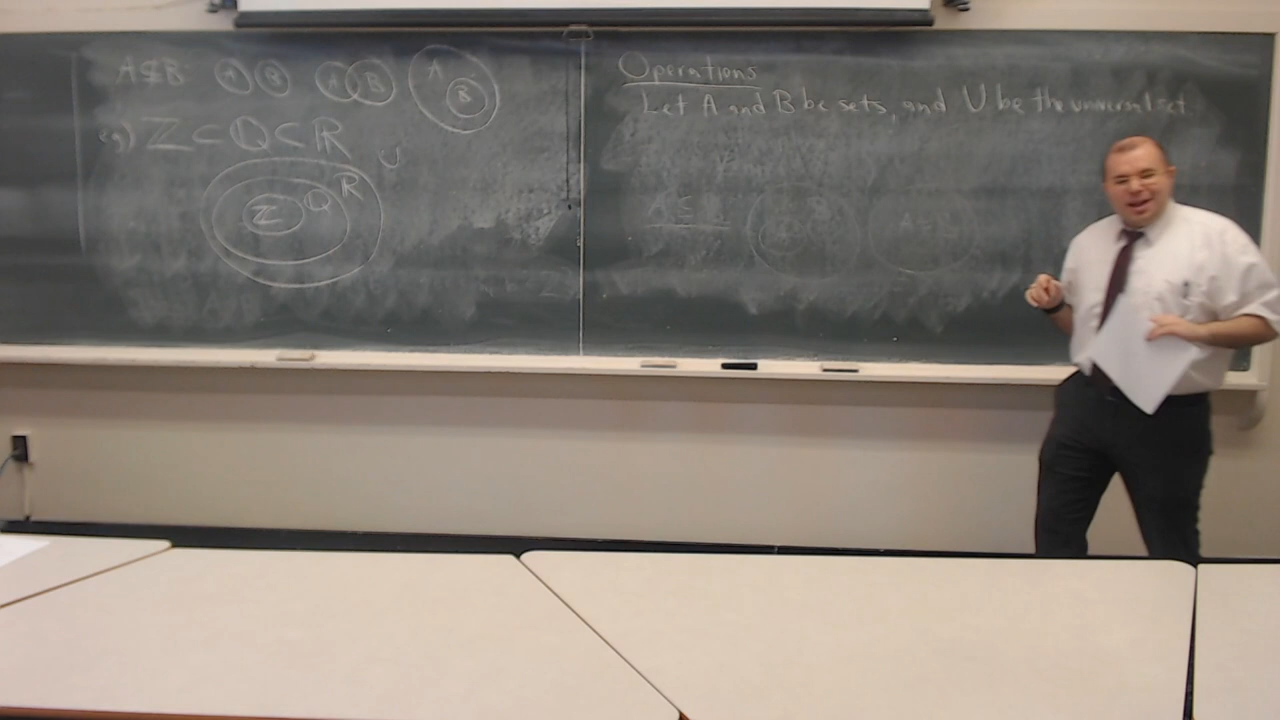 A ⊈ B
A B
A B
A
B
eg) ℤ ⊂ ℚ ⊂ ℝ
U
ℤ ℚ ℝ
Operations
Let A and B be sets, and U be the universal set.